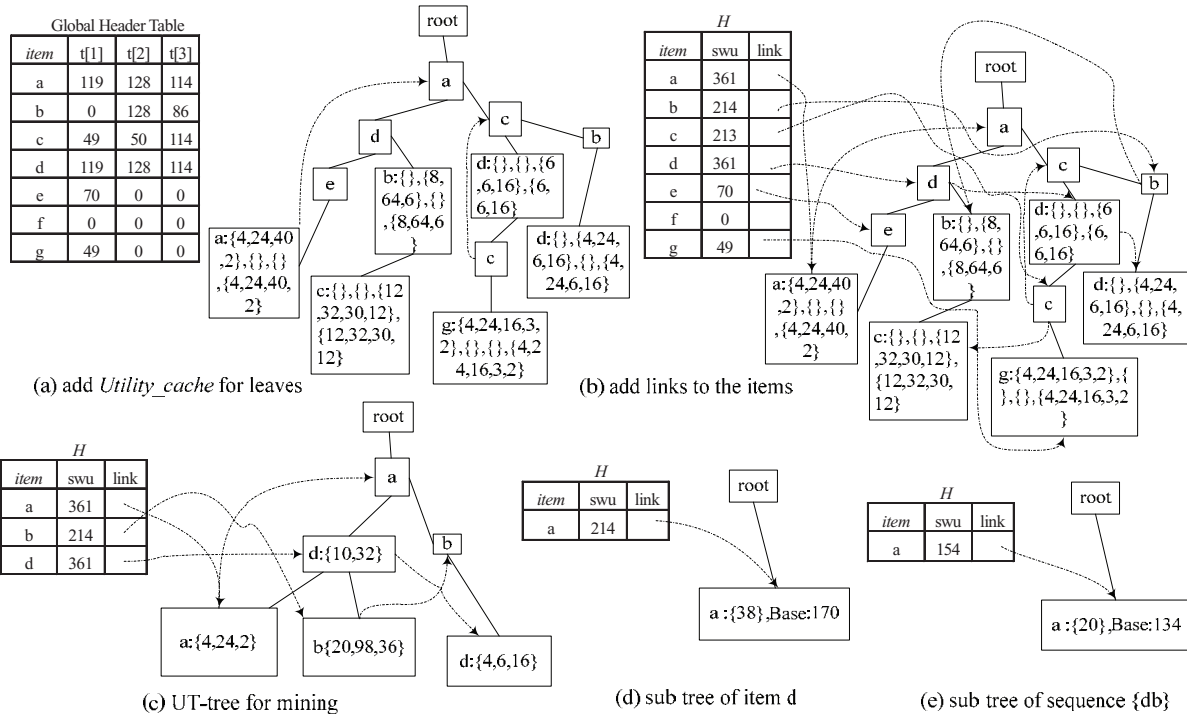 Global Header Table
item t[1] t[2] t[3]
a 119 128 114
b 0 128 86
c 49 50 114
d 119 128 114
e 70 0 0
f 0 0 0
g 49 0 0
root
a
d
c
b
e
b:{},{8,
64,6},{}
,{8,64,6
}
d:{},{},{6
,6,16},{6,
6,16}
a:{4,24,40
,2},{},{}
,{4,24,40,
2}
c
d:{},{4,24,
6,16},{},{4,
24,6,16}
c:{},{},{12
,32,30,12},
{12,32,30,
12}
g:{4,24,16,3,
2},{},{},{4,2
4,16,3,2}
(a) add Utility_cache for leaves
H
item swu link
a 361
b 214
c 213
d 361
e 70
f 0
g 49
root
a
c
d
b
e
b:{},{8,
64,6},{}
,{8,64,6
}
d:{},{},{6
,6,16},{6,
6,16}
a:{4,24,40
,2},{},{}
,{4,24,40,
2}
c
d:{},{4,24,
6,16},{},{4,
24,6,16}
c:{},{},{12
,32,30,12},
{12,32,30,
12}
g:{4,24,16,3,2},{
},{},{4,24,16,3,2
}
(b) add links to the items
H
item swu link
a 361
b 214
d 361
root
a
d:{10,32}
b
a:{4,24,2}
b{20,98,36}
d:{4,6,16}
(c) UT-tree for mining
H
item swu link
a 214
root
a :{38},Base:170
(d) sub tree of item d
H
item swu link
a 154
root
a :{20},Base:134
(e) sub tree of sequence {db}